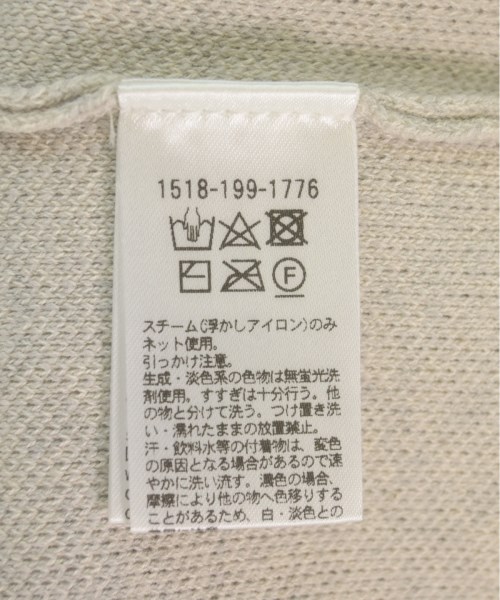 1518-199-1776
F
スチーム(浮かしアイロン)のみ
ネット使用。
引っかけ注意。
生成・淡色系の色物は無蛍光洗
剤使用。すすぎは十分行う。他
の物と分けて洗う。つけ置き洗
い・濡れたままの放置禁止。
汗・飲料水等の付着物は、変色
の原因となる場合があるので速
やかに洗い流す。濃色の場合、
摩擦により他の物へ色移りする
ことがあるため、白・淡色との